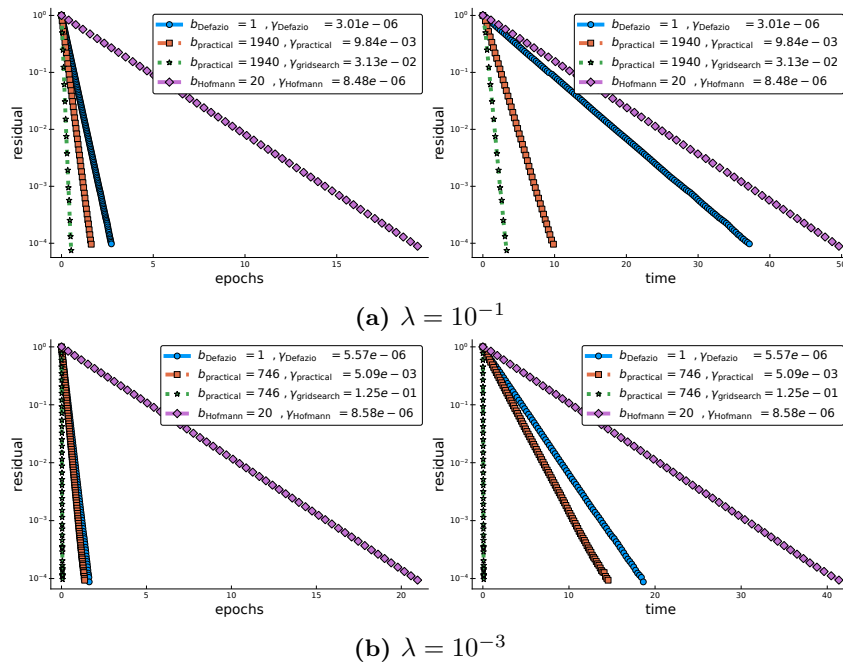 10⁰
10⁻¹
10⁻²
10⁻³
10⁻⁴
residual
0 5 10 15
epochs
b_Defazio = 1 , γ_Defazio = 3.01e − 06
b_practical = 1940 , γ_practical = 9.84e − 03
b_practical = 1940 , γ_gridsearch = 3.13e − 02
b_Hofmann = 20 , γ_Hofmann = 8.48e − 06
10⁰
10⁻¹
10⁻²
10⁻³
10⁻⁴
residual
0 10 20 30 40 50
time
b_Defazio = 1 , γ_Defazio = 3.01e − 06
b_practical = 1940 , γ_practical = 9.84e − 03
b_practical = 1940 , γ_gridsearch = 3.13e − 02
b_Hofmann = 20 , γ_Hofmann = 8.48e − 06
(a) λ = 10⁻¹
10⁰
10⁻¹
10⁻²
10⁻³
10⁻⁴
residual
0 5 10 15 20
epochs
b_Defazio = 1 , γ_Defazio = 5.57e − 06
b_practical = 746 , γ_practical = 5.09e − 03
b_practical = 746 , γ_gridsearch = 1.25e − 01
b_Hofmann = 20 , γ_Hofmann = 8.58e − 06
10⁰
10⁻¹
10⁻²
10⁻³
10⁻⁴
residual
0 10 20 30 40
time
b_Defazio = 1 , γ_Defazio = 5.57e − 06
b_practical = 746 , γ_practical = 5.09e − 03
b_practical = 746 , γ_gridsearch = 1.25e − 01
b_Hofmann = 20 , γ_Hofmann = 8.58e − 06
(b) λ = 10⁻³